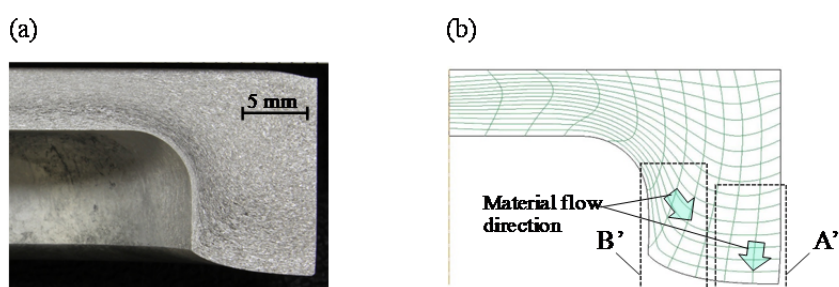 (a)
(b)
5 mm
Material flow
direction
B’
A’